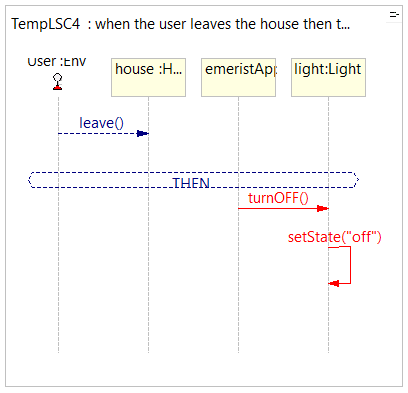 TempLSC4 : when the user leaves the house then t...
User :Env
house :H...
emeristApp
light:Light
leave()
THEN
turnOFF()
setState("off")